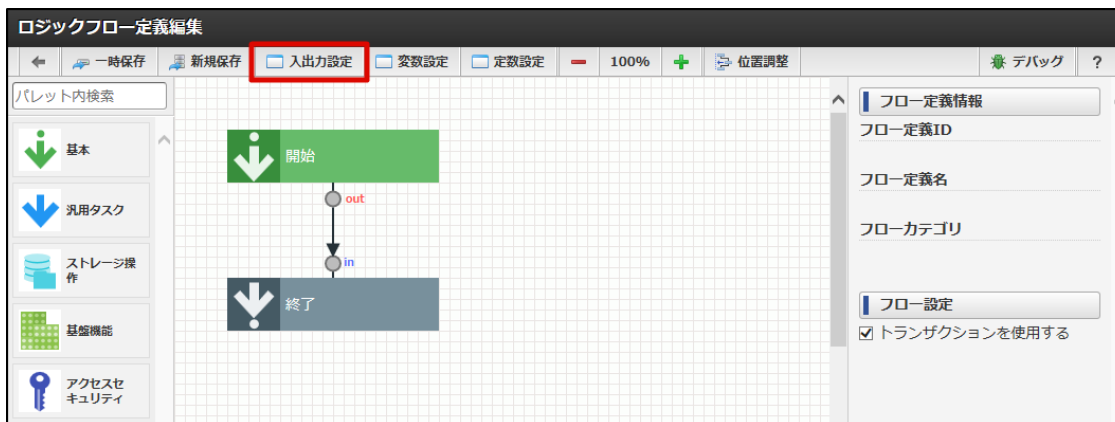 ロジックフロー定義編集
一時保存 新規保存 入出力設定 変数設定 定数設定 100% 位置調整 デバッグ ?
パレット内検索
基本
汎用タスク
ストレージ操
作
基盤機能
アクセスセ
キュリティ
開始
out
in
終了
フロー定義情報
フロー定義ID
フロー定義名
フローカテゴリ
フロー設定
トランザクションを使用する